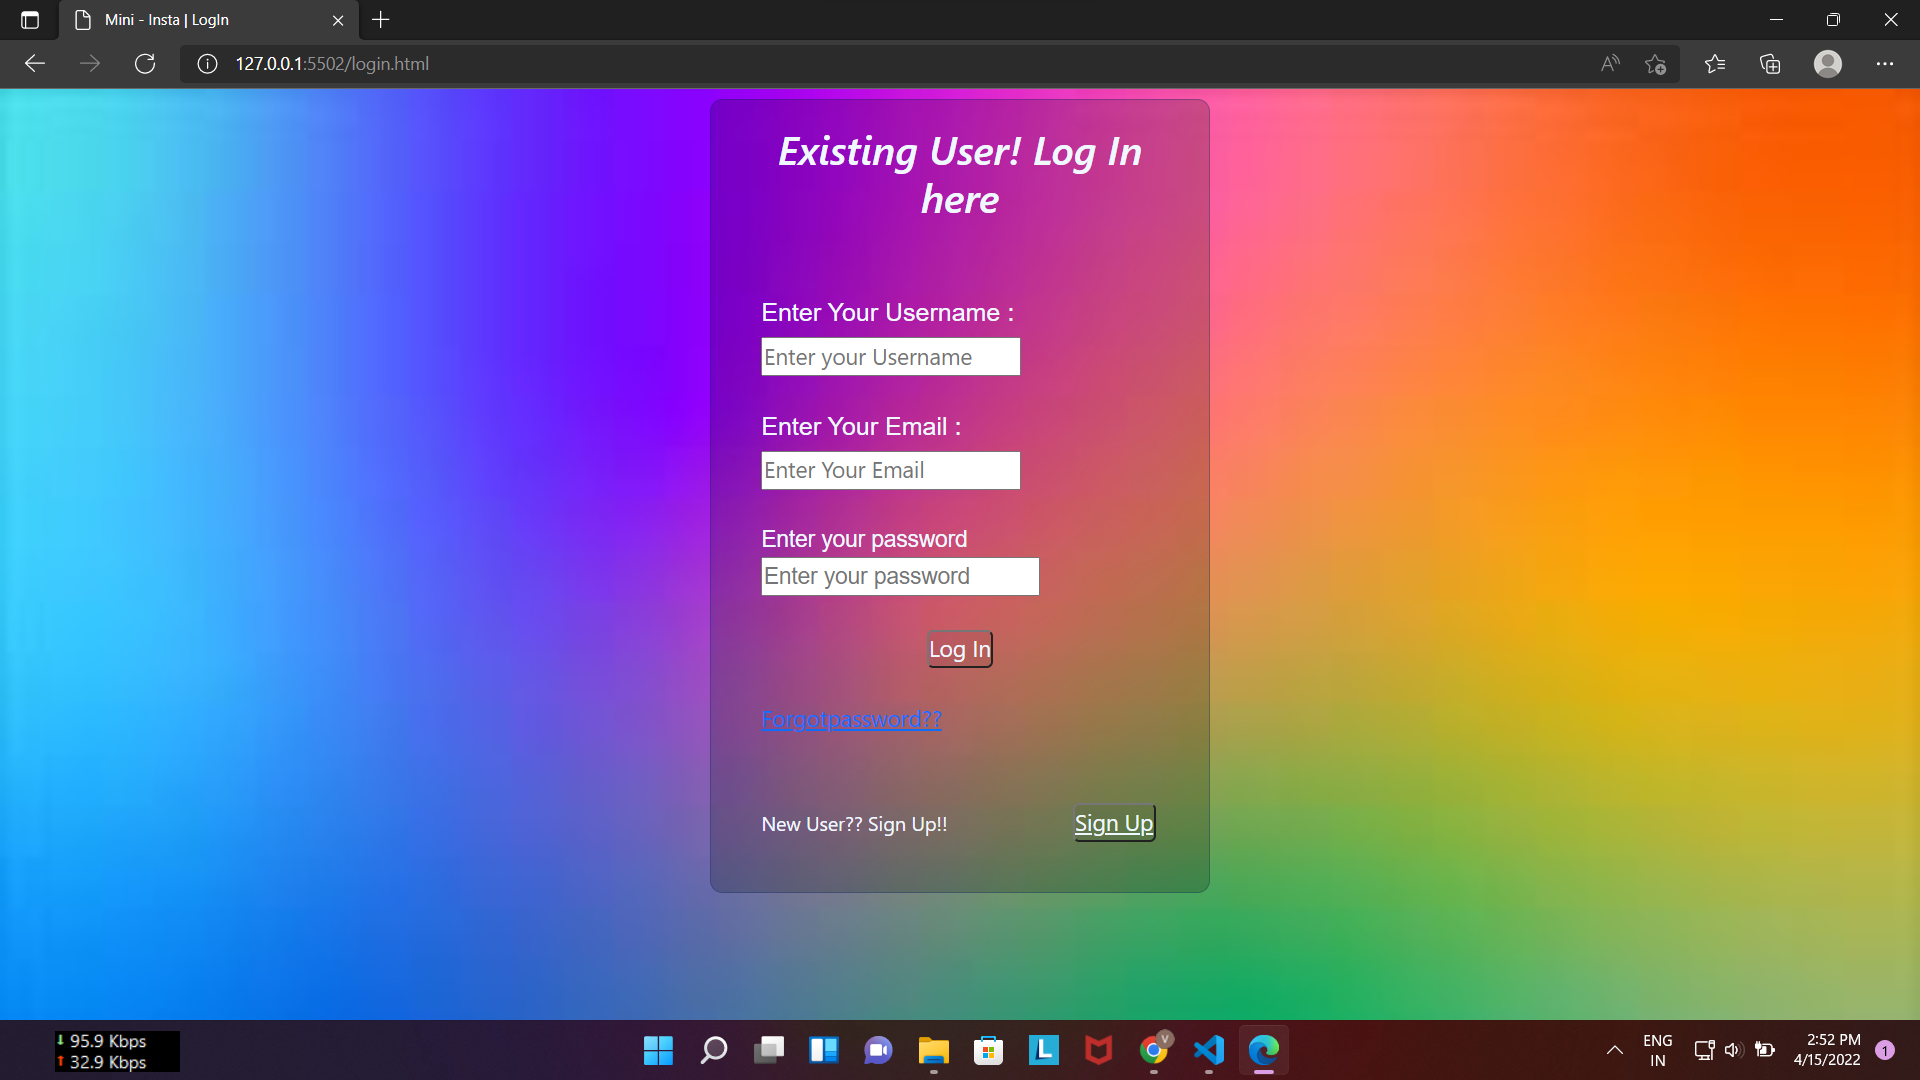 Mini - Insta | LogIn
127.0.0.1:5502/login.html
Existing User! Log In
here
Enter Your Username :
Enter your Username
Enter Your Email :
Enter Your Email
Enter your password
Enter your password
Log In
Forgotpassword??
New User?? Sign Up!!
Sign Up
95.9 Kbps
32.9 Kbps
L
V
ENG
IN
2:52 PM
4/15/2022
1